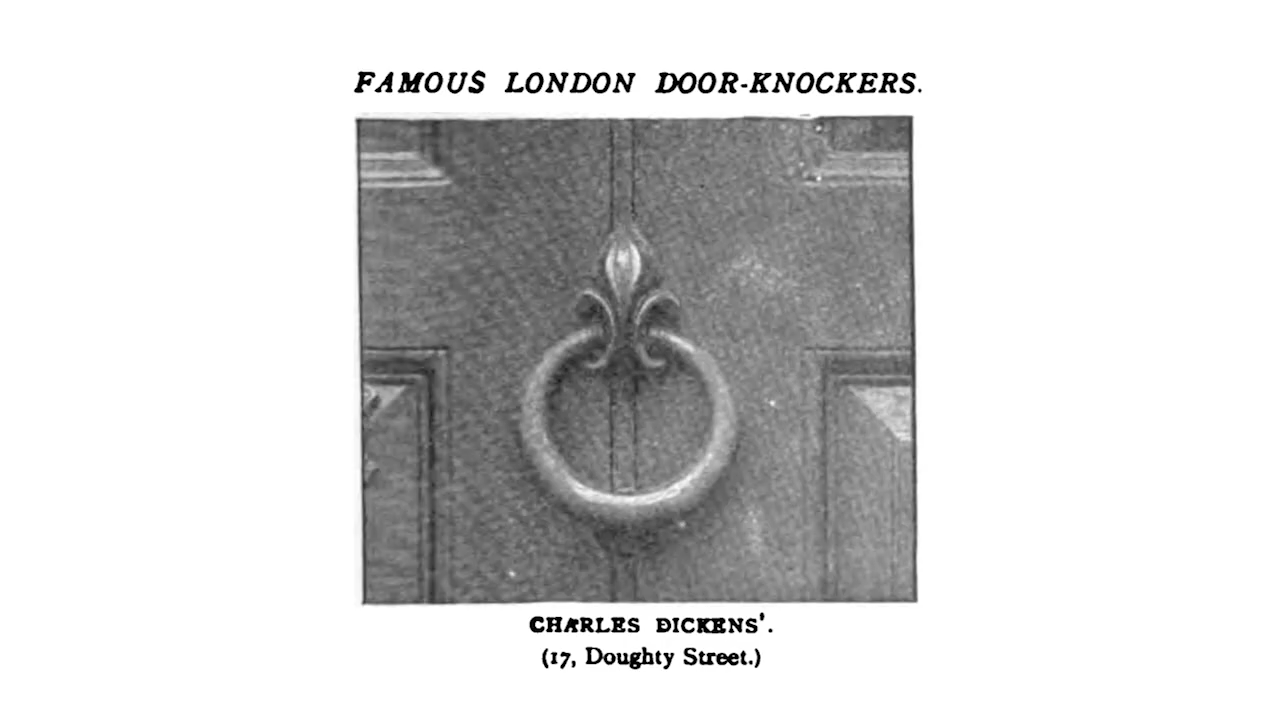 FAMOUS LONDON DOOR-KNOCKERS.
CHARLES DICKENS'.
(17, Doughty Street.)